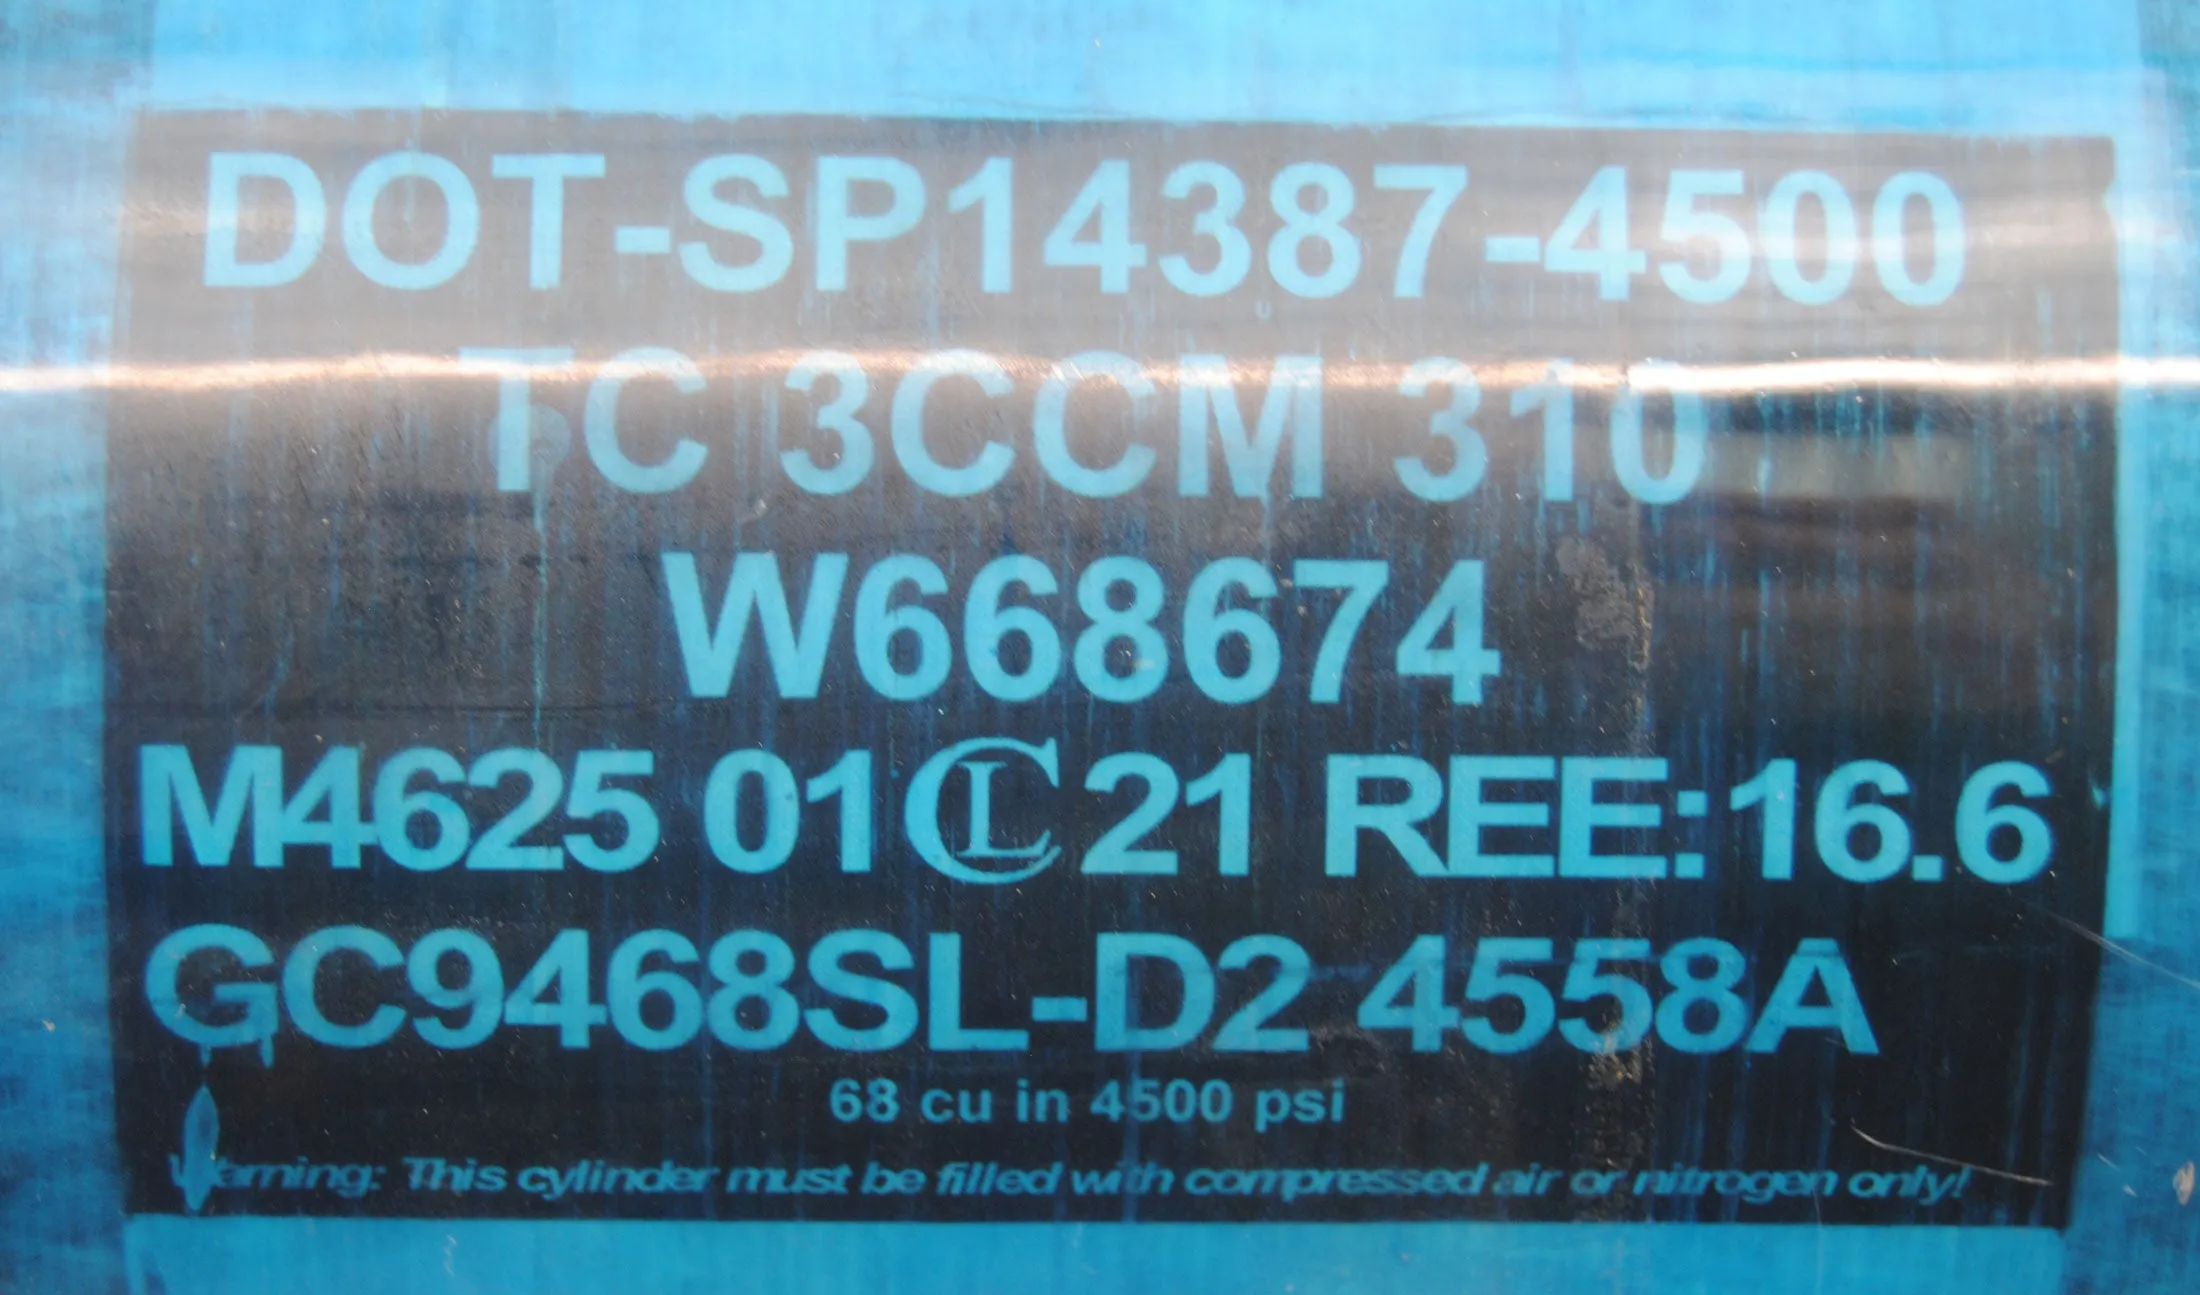 DOT-SP14387-4500
TC 3CCM 310
W668674
M4625 01 CL 21 REE:16.6
GC9468SL-D2 4558A
68 cu in 4500 psi
Warning: This cylinder must be filled with compressed air or nitrogen only!